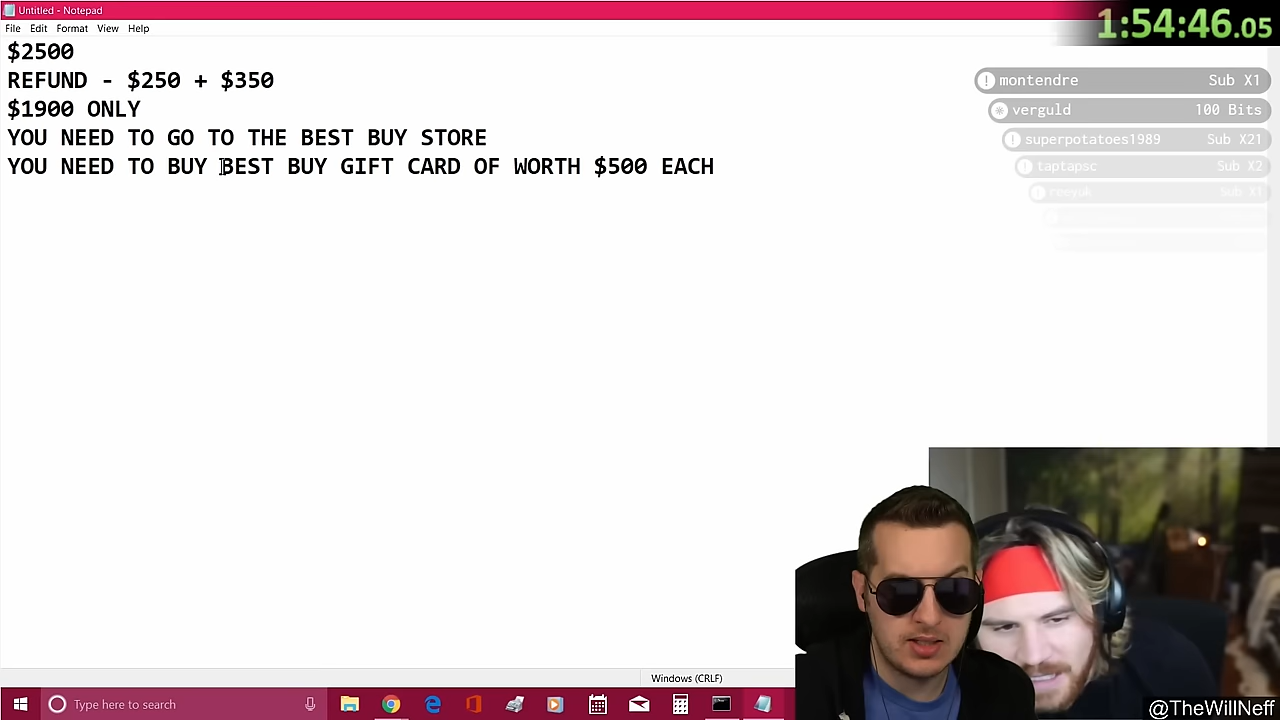 Untitled - Notepad
1:54:46.05
File Edit Format View Help
$2500
REFUND - $250 + $350
$1900 ONLY
YOU NEED TO GO TO THE BEST BUY STORE
YOU NEED TO BUY BEST BUY GIFT CARD OF WORTH $500 EACH
montendre Sub X1
verguld 100 Bits
superpotatoes1989 Sub X21
taptapsc Sub X2
reevuk Sub X1
Windows (CRLF)
Type here to search
@TheWillNeff